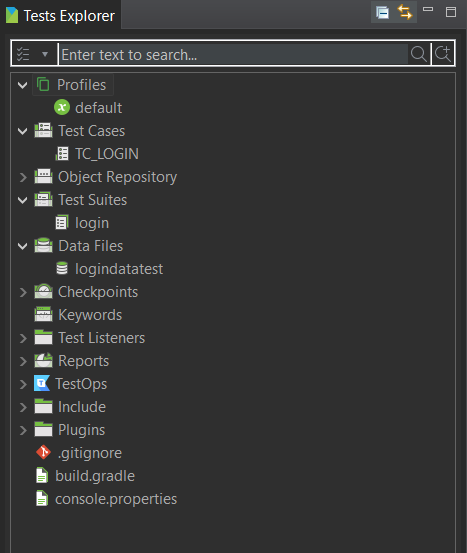 Tests Explorer
Enter text to search...
Profiles
default
Test Cases
TC_LOGIN
Object Repository
Test Suites
login
Data Files
logindatatest
Checkpoints
Keywords
Test Listeners
Reports
TestOps
Include
Plugins
.gitignore
build.gradle
console.properties